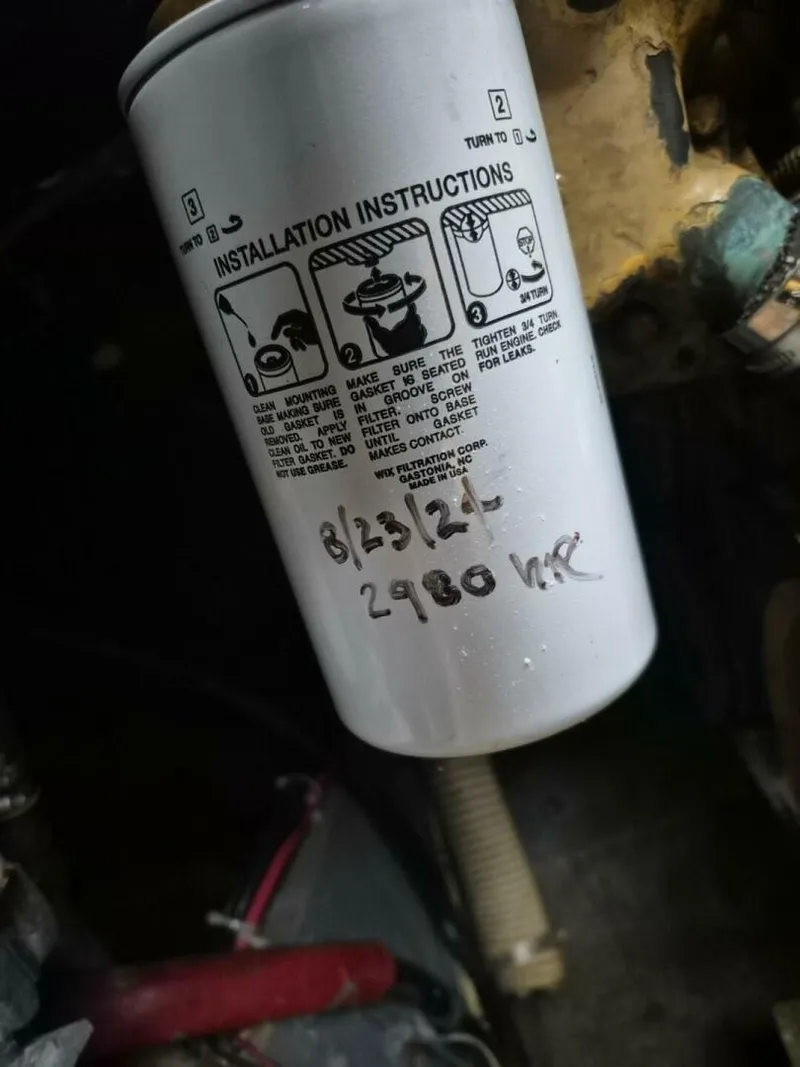 2
TURN TO 1
3
TURN TO 2
INSTALLATION INSTRUCTIONS
STOP
3/4 TURN
1
2
3
CLEAN MOUNTING
BASE MAKING SURE
OLD GASKET IS
REMOVED. APPLY
CLEAN OIL TO NEW
FILTER GASKET. DO
NOT USE GREASE.
MAKE SURE THE
GASKET IS SEATED
IN GROOVE ON
FILTER. SCREW
FILTER ONTO BASE
UNTIL GASKET
MAKES CONTACT.
TIGHTEN 3/4 TURN.
RUN ENGINE. CHECK
FOR LEAKS.
WIX FILTRATION CORP.
GASTONIA, NC
MADE IN USA
8/23/24
2980